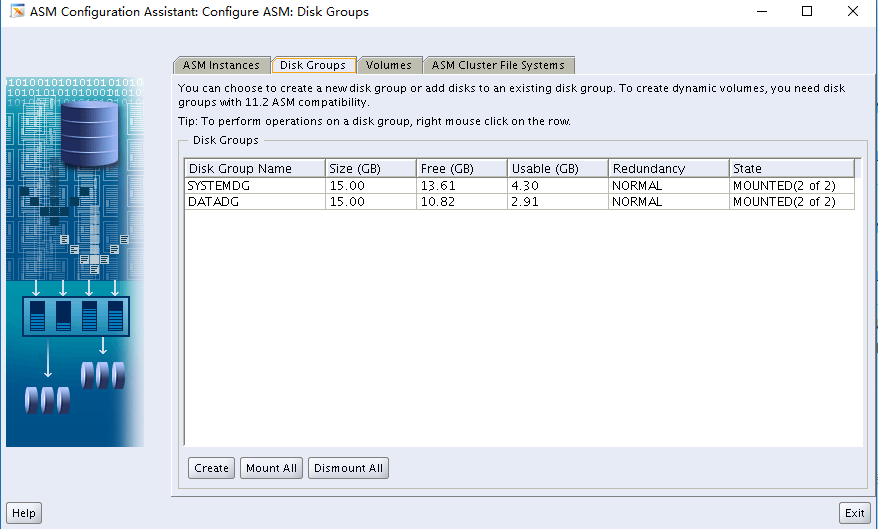 ASM Configuration Assistant: Configure ASM: Disk Groups
ASM Instances Disk Groups Volumes ASM Cluster File Systems
You can choose to create a new disk group or add disks to an existing disk group. To create dynamic volumes, you need disk
groups with 11.2 ASM compatibility.
Tip: To perform operations on a disk group, right mouse click on the row.
Disk Groups
Disk Group Name Size (GB) Free (GB) Usable (GB) Redundancy State
SYSTEMDG 15.00 13.61 4.30 NORMAL MOUNTED(2 of 2)
DATADG 15.00 10.82 2.91 NORMAL MOUNTED(2 of 2)
Create Mount All Dismount All
Help Exit